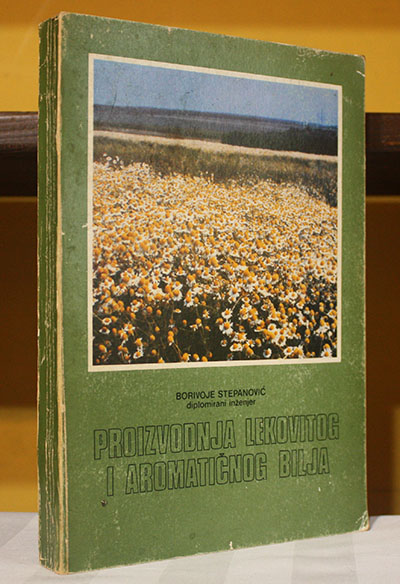 BORIVOJE STEPANOVIĆ
diplomirani inženjer
PROIZVODNJA LEKOVITOG
I AROMATIČNOG BILJA